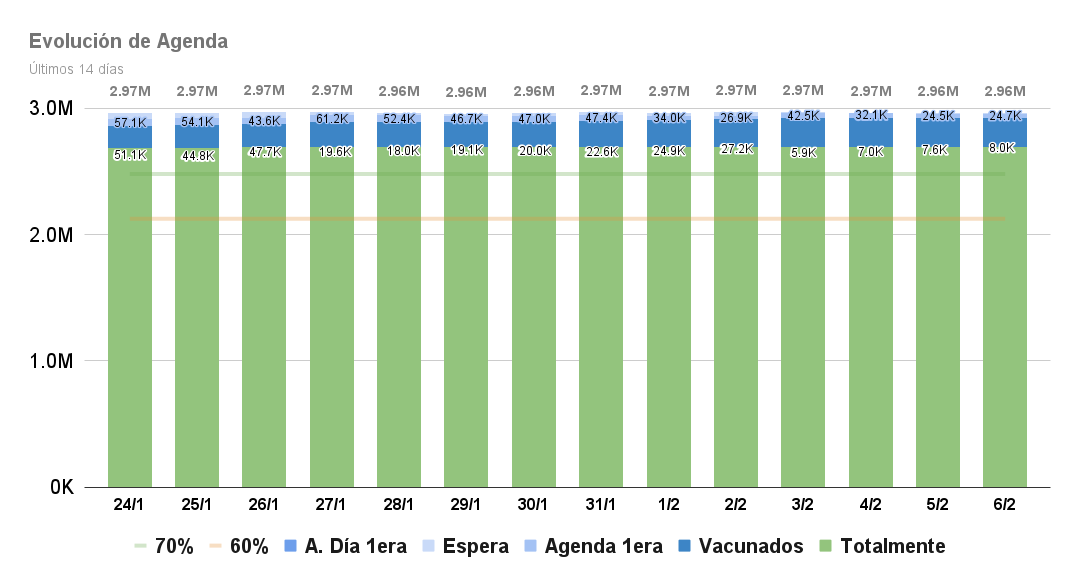 Evolución de Agenda
Últimos 14 días
2.97M 2.97M 2.97M 2.97M 2.96M 2.96M 2.96M 2.97M 2.97M 2.97M 2.97M 2.97M 2.96M 2.96M
3.0M
57.1K 54.1K 43.6K 61.2K 52.4K 46.7K 47.0K 47.4K 34.0K 26.9K 42.5K 32.1K 24.5K 24.7K
51.1K 44.8K 47.7K 19.6K 18.0K 19.1K 20.0K 22.6K 24.9K 27.2K 5.9K 7.0K 7.6K 8.0K
2.0M
1.0M
0K
24/1 25/1 26/1 27/1 28/1 29/1 30/1 31/1 1/2 2/2 3/2 4/2 5/2 6/2
70% 60% A. Día 1era Espera Agenda 1era Vacunados Totalmente